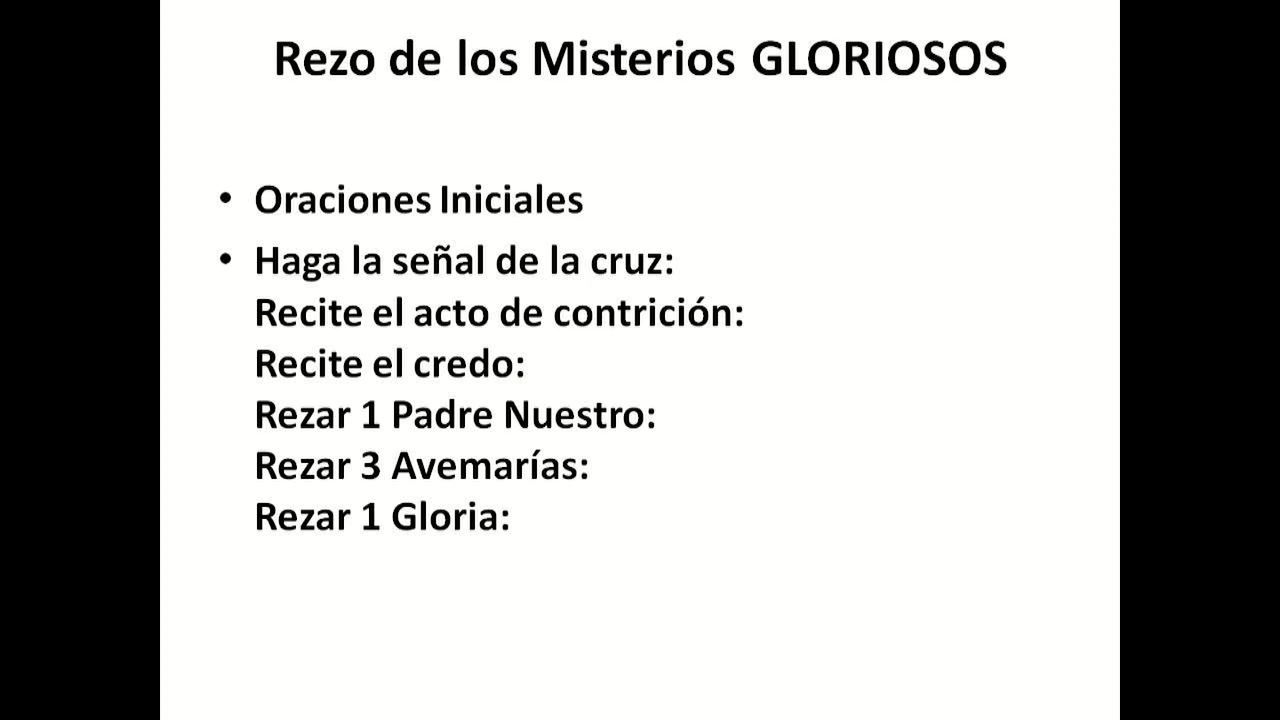 Rezo de los Misterios GLORIOSOS
• Oraciones Iniciales
• Haga la señal de la cruz:
Recite el acto de contrición:
Recite el credo:
Rezar 1 Padre Nuestro:
Rezar 3 Avemarías:
Rezar 1 Gloria: